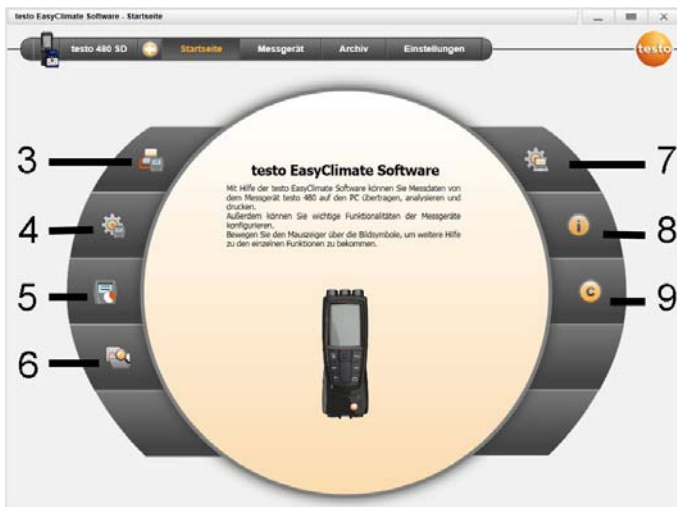 testo EasyClimate Software - Startseite
testo 480 SD Startseite Messgerät Archiv Einstellungen
testo
3
7
4
8
5
9
6
i
C
testo EasyClimate Software
Mit Hilfe der testo EasyClimate Software können Sie Messdaten von
dem Messgerät testo 480 auf den PC übertragen, analysieren und
drucken.
Außerdem können Sie wichtige Funktionalitäten der Messgeräte
konfigurieren.
Bewegen Sie den Mauszeiger über die Bildsymbole, um weitere Hilfe
zu den einzelnen Funktionen zu bekommen.